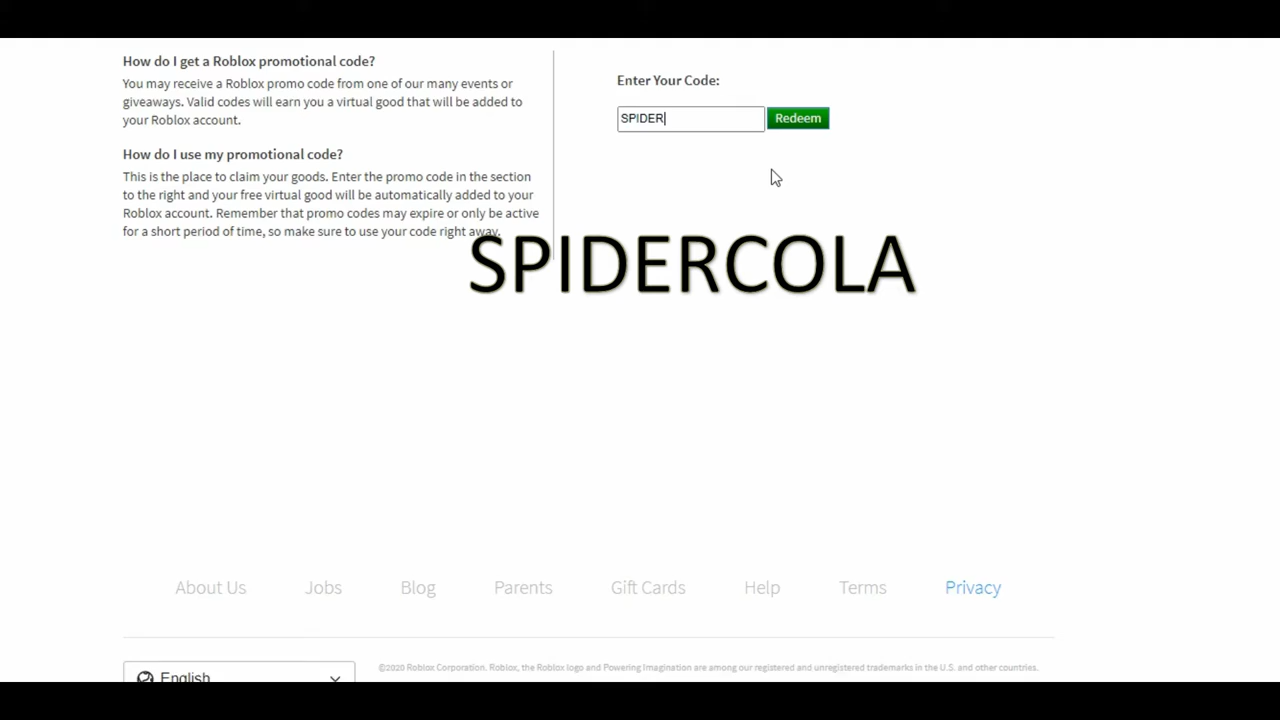 How do I get a Roblox promotional code?
You may receive a Roblox promo code from one of our many events or
giveaways. Valid codes will earn you a virtual good that will be added to
your Roblox account.
How do I use my promotional code?
This is the place to claim your goods. Enter the promo code in the section
to the right and your free virtual good will be automatically added to your
Roblox account. Remember that promo codes may expire or only be active
for a short period of time, so make sure to use your code right away.
Enter Your Code:
SPIDER
Redeem
SPIDERCOLA
About Us Jobs Blog Parents Gift Cards Help Terms Privacy
English
©2020 Roblox Corporation. Roblox, the Roblox logo and Powering Imagination are among our registered and unregistered trademarks in the U.S. and other countries.